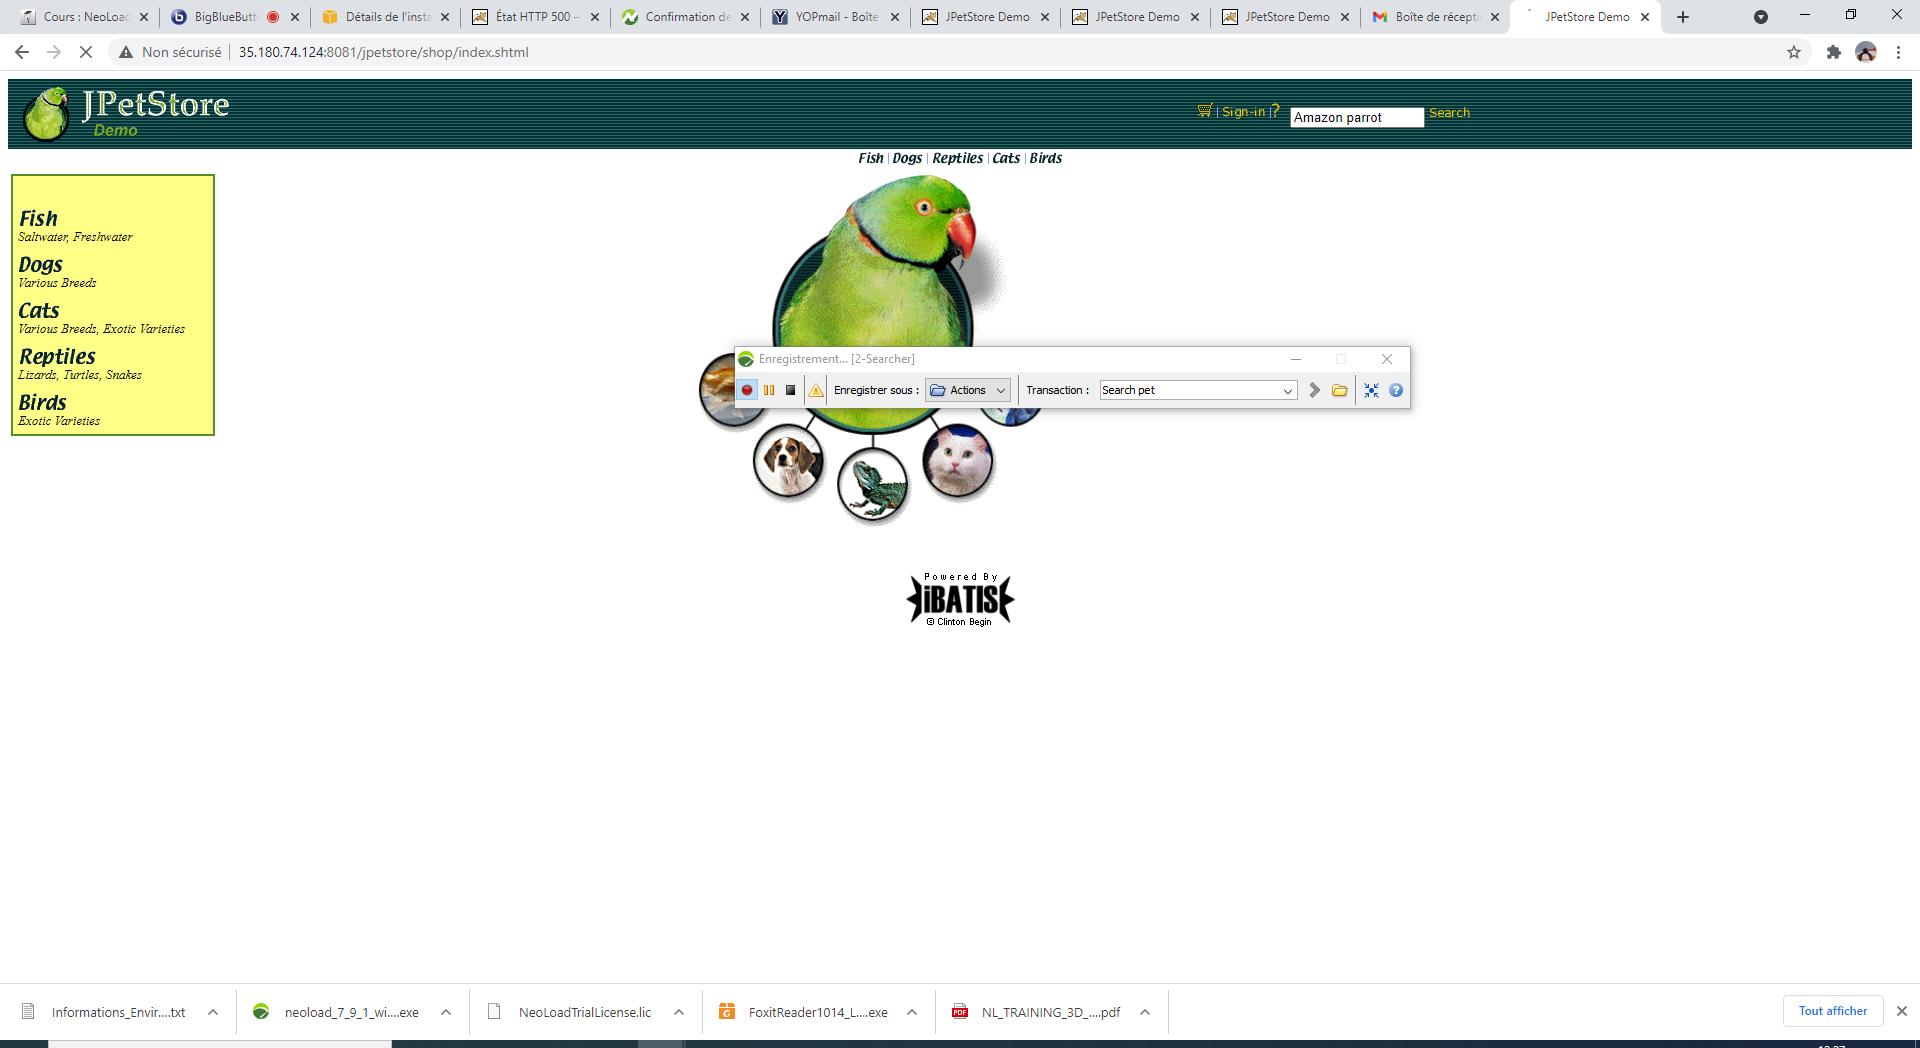 Cours : NeoLoad
BigBlueButt
Détails de l'insta
État HTTP 500 –
Confirmation de
YOPmail - Boîte
JPetStore Demo
JPetStore Demo
JPetStore Demo
Boîte de récepti
JPetStore Demo
Non sécurisé 35.180.74.124:8081/jpetstore/shop/index.shtml
JPetStore
Demo
| Sign-in | ? Amazon parrot Search
Fish | Dogs | Reptiles | Cats | Birds
Fish
Saltwater, Freshwater
Dogs
Various Breeds
Cats
Various Breeds, Exotic Varieties
Reptiles
Lizards, Turtles, Snakes
Birds
Exotic Varieties
Enregistrement... [2-Searcher]
Enregistrer sous : Actions Transaction : Search pet
Powered By
iBATIS
© Clinton Begin
Informations_Envir....txt
neoload_7_9_1_wi....exe
NeoLoadTrialLicense.lic
FoxitReader1014_L....exe
NL_TRAINING_3D_....pdf
Tout afficher